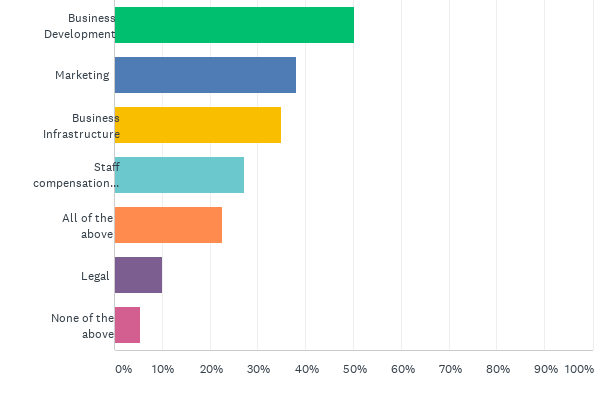 Business
Development
Marketing
Business
Infrastructure
Staff
compensation...
All of the
above
Legal
None of the
above
0% 10% 20% 30% 40% 50% 60% 70% 80% 90% 100%